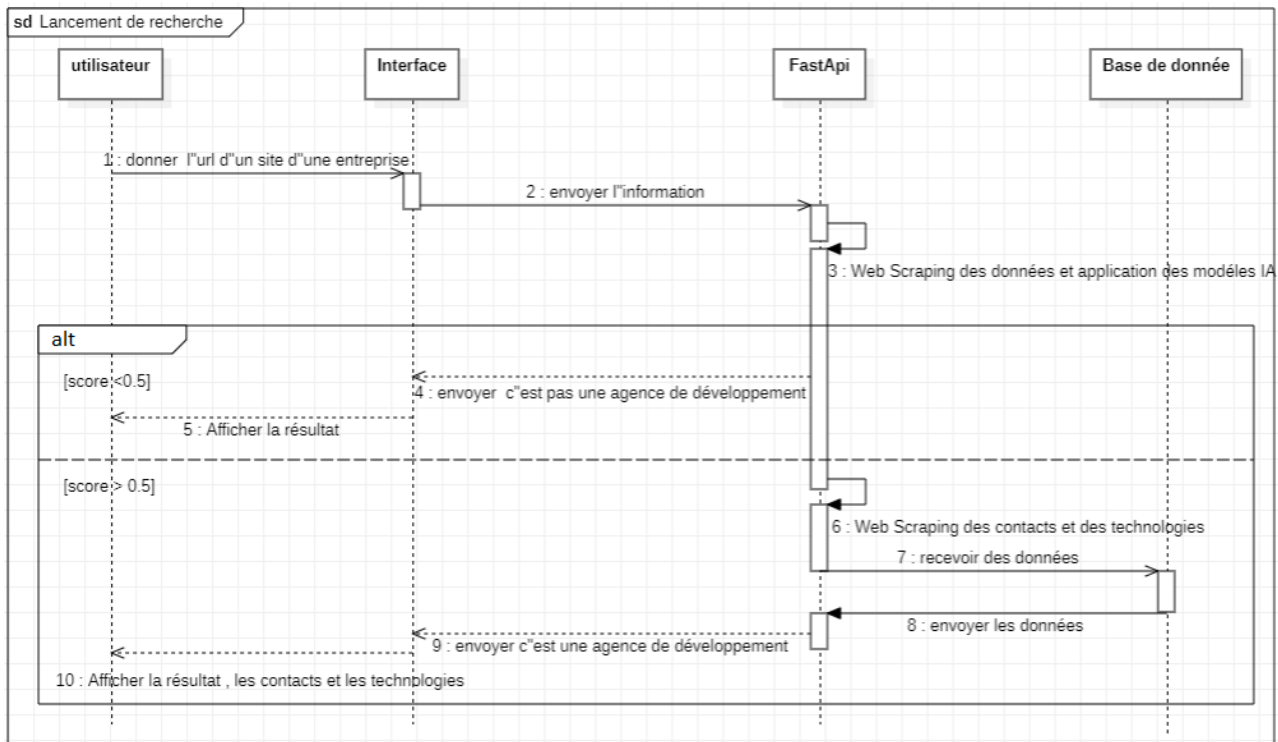 sd Lancement de recherche
utilisateur
Interface
FastApi
Base de donnée
1 : donner l"url d"un site d"une entreprise
2 : envoyer l"information
3 : Web Scraping des données et application des modéles IA
alt
[score <0.5]
4 : envoyer c"est pas une agence de développement
5 : Afficher la résultat
[score > 0.5]
6 : Web Scraping des contacts et des technologies
7 : recevoir des données
8 : envoyer les données
9 : envoyer c"est une agence de développement
10 : Afficher la résultat , les contacts et les technologies